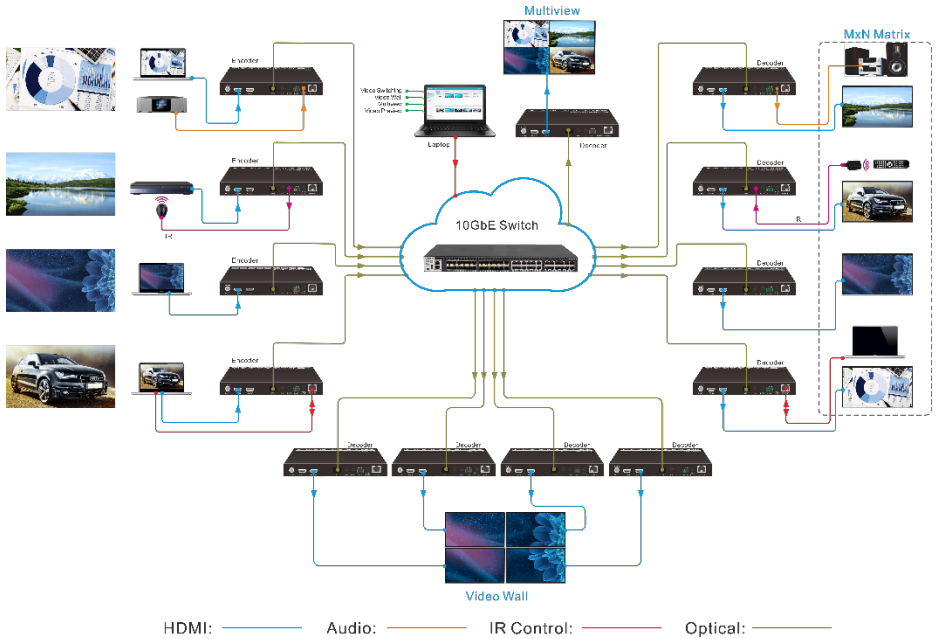 Multiview
MxN Matrix
Encoder
Decoder
Video Switching
Video Wall
Multiview
Video Preview
Laptop
Decoder
Encoder
Decoder
IR
IR
10GbE Switch
Encoder
Decoder
Encoder
Decoder
Decoder
Decoder
Decoder
Decoder
Video Wall
HDMI:
Audio:
IR Control:
Optical: